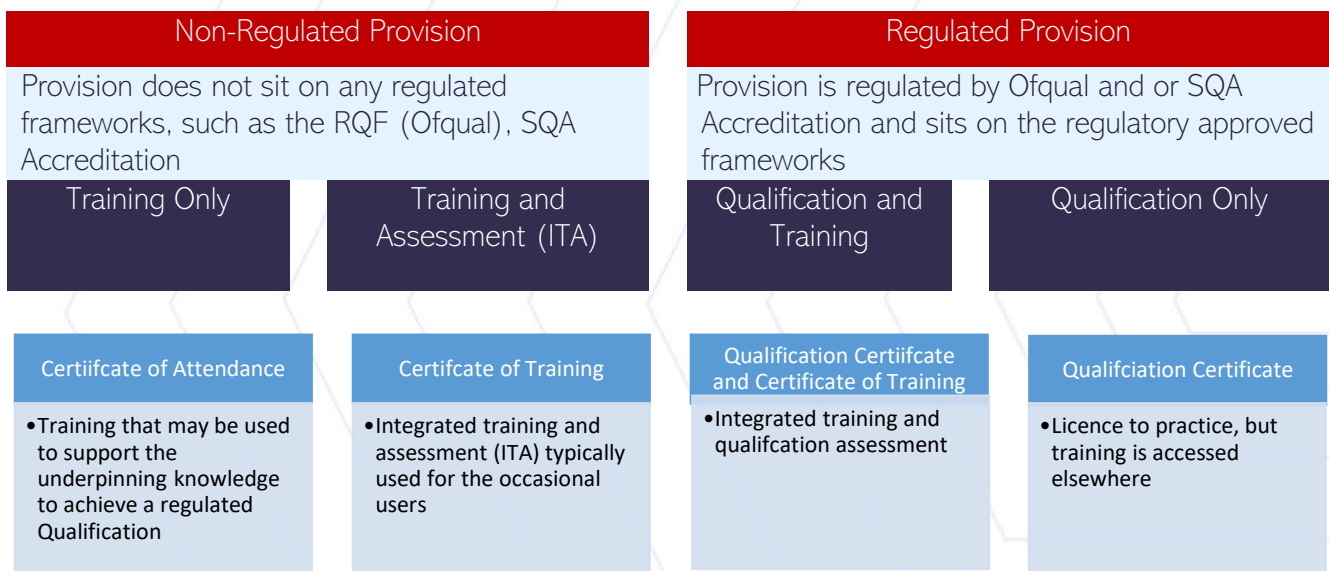 Non-Regulated Provision
Provision does not sit on any regulated
frameworks, such as the RQF (Ofqual), SQA
Accreditation
Training Only
Training and
Assessment (ITA)
Certiifcate of Attendance
•Training that may be used
to support the
underpinning knowledge
to achieve a regulated
Qualification
Certifcate of Training
•Integrated training and
assessment (ITA) typically
used for the occasional
users
Regulated Provision
Provision is regulated by Ofqual and or SQA
Accreditation and sits on the regulatory approved
frameworks
Qualification and
Training
Qualification Only
Qualification Certiifcate
and Certificate of Training
•Integrated training and
qualifcation assessment
Qualifciation Certificate
•Licence to practice, but
training is accessed
elsewhere